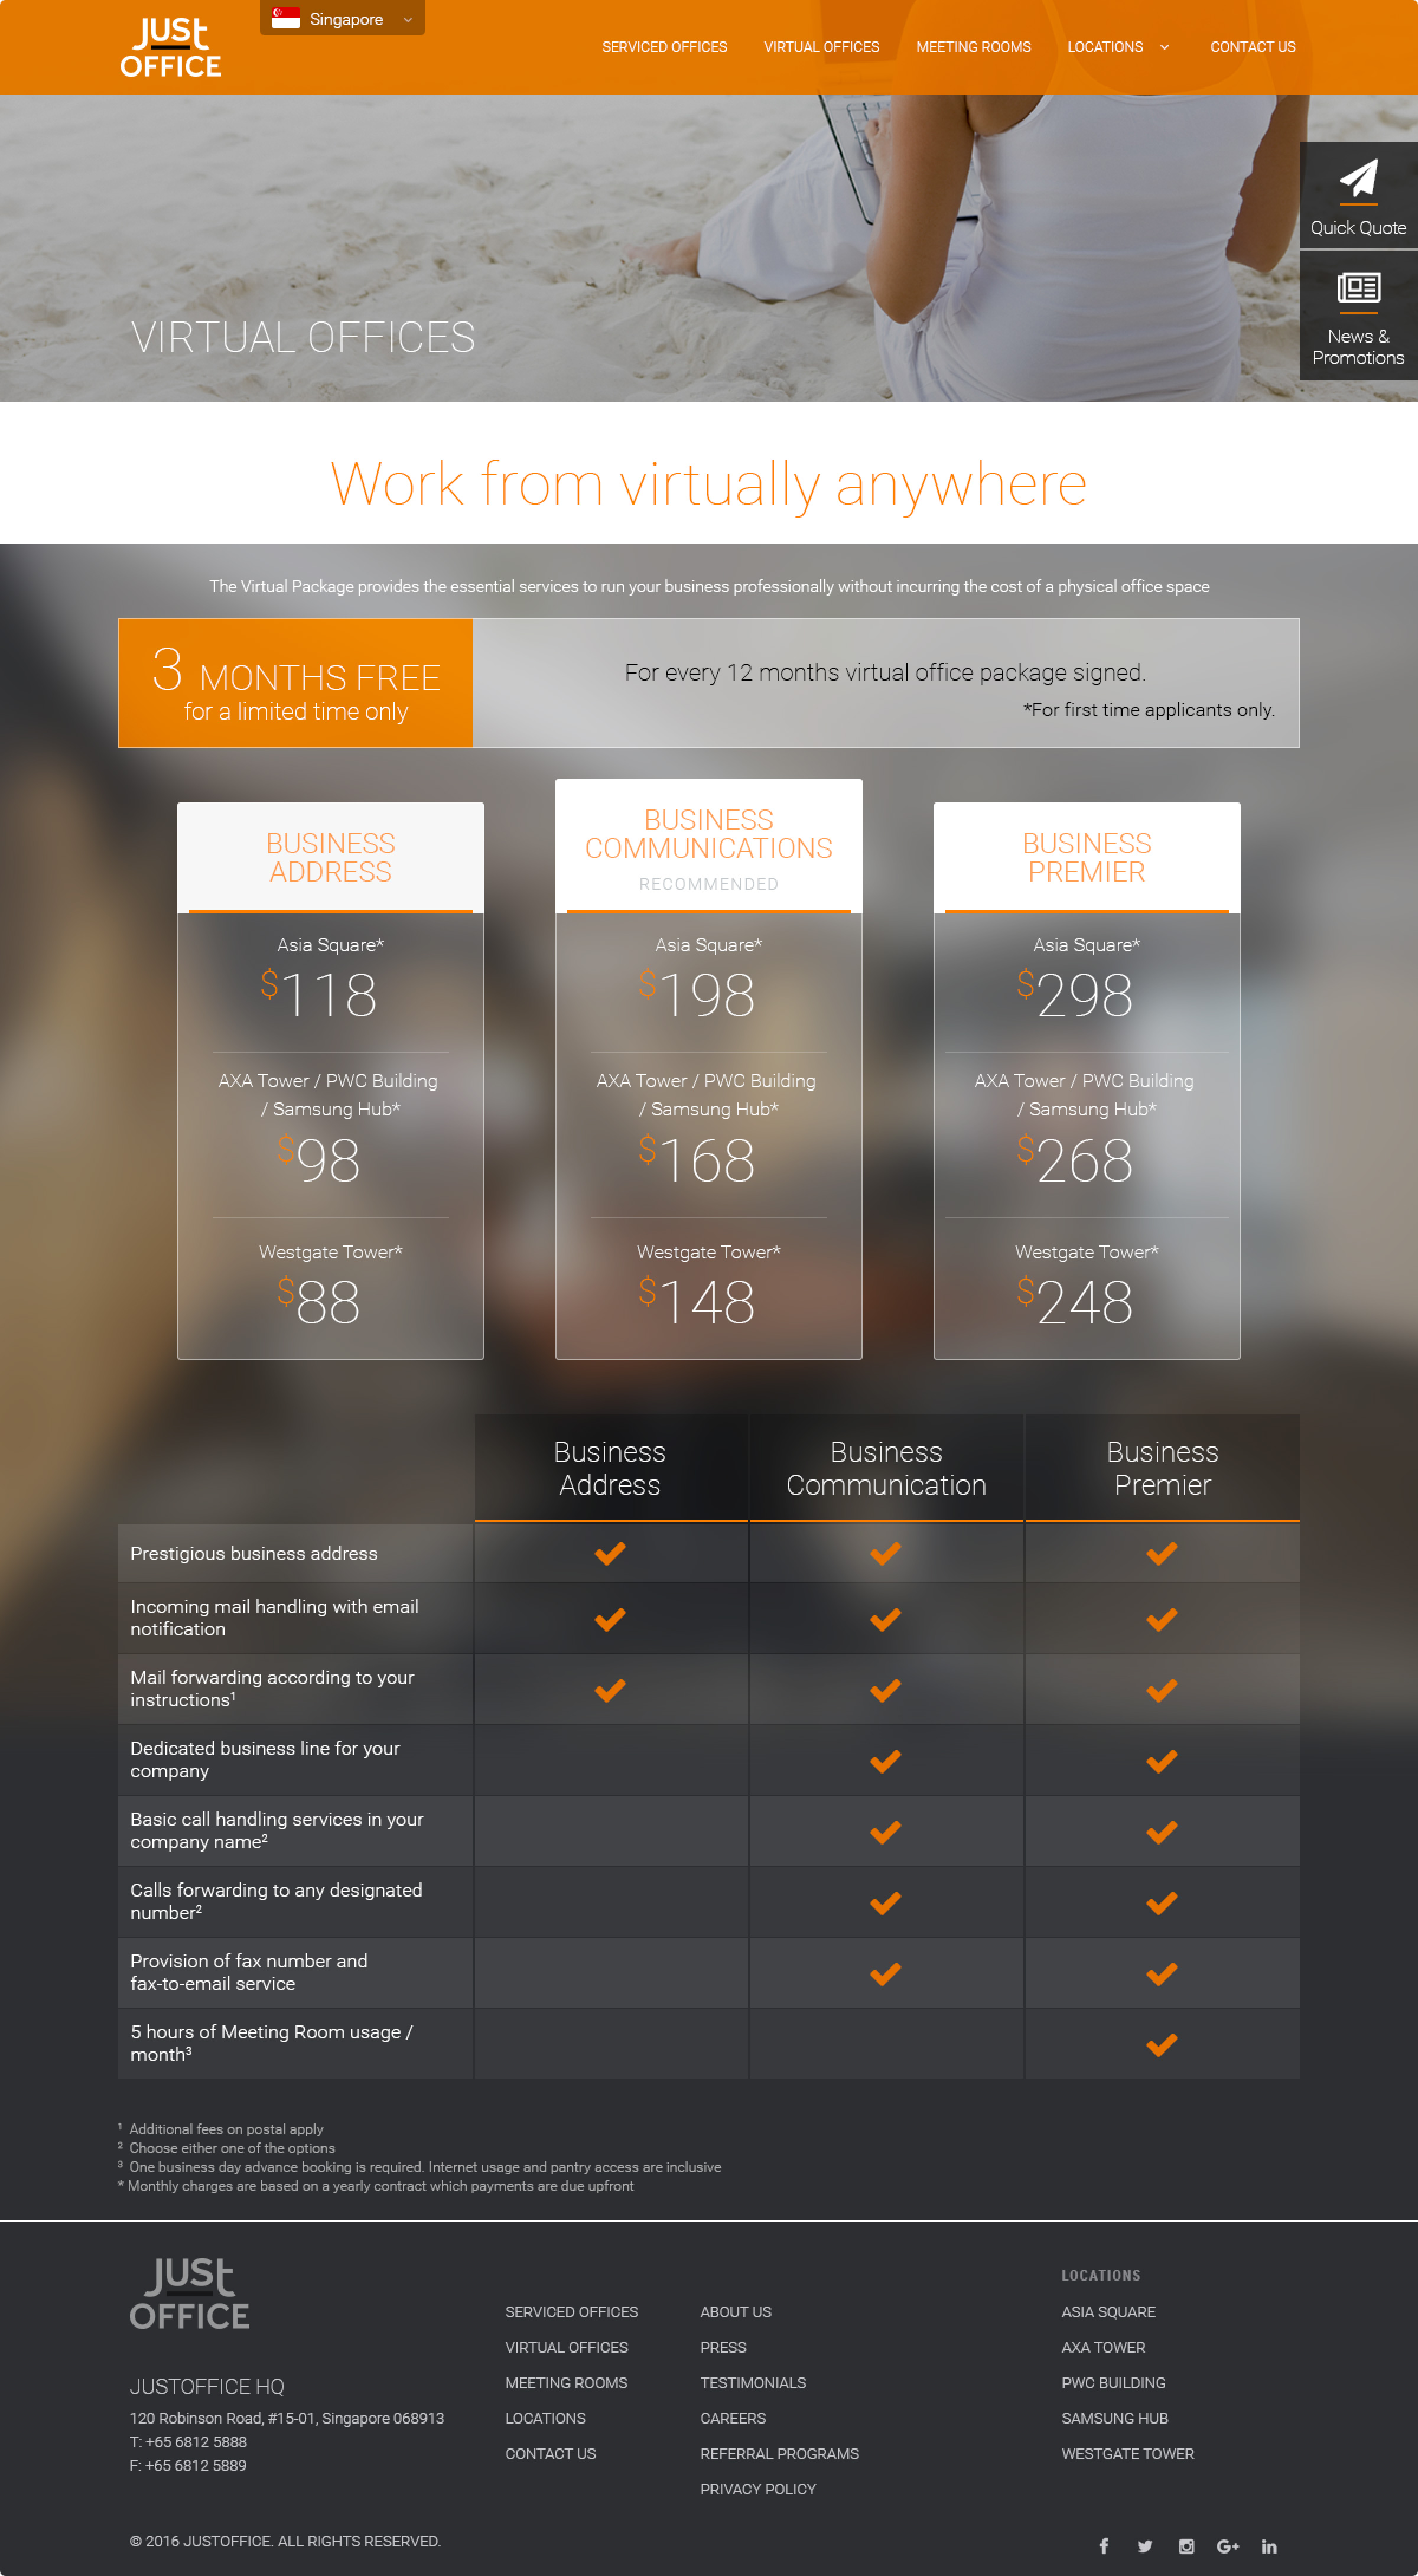 JUSt
OFFICE
Singapore
SERVICED OFFICES
VIRTUAL OFFICES
MEETING ROOMS
LOCATIONS
CONTACT US
Quick Quote
News &
Promotions
VIRTUAL OFFICES
Work from virtually anywhere
The Virtual Package provides the essential services to run your business professionally without incurring the cost of a physical office space
3 MONTHS FREE
for a limited time only
For every 12 months virtual office package signed.
*For first time applicants only.
BUSINESS
ADDRESS
Asia Square*
$118
AXA Tower / PWC Building
/ Samsung Hub*
$98
Westgate Tower*
$88
BUSINESS
COMMUNICATIONS
RECOMMENDED
Asia Square*
$198
AXA Tower / PWC Building
/ Samsung Hub*
$168
Westgate Tower*
$148
BUSINESS
PREMIER
Asia Square*
$298
AXA Tower / PWC Building
/ Samsung Hub*
$268
Westgate Tower*
$248
Business
Address
Business
Communication
Business
Premier
Prestigious business address
Incoming mail handling with email
notification
Mail forwarding according to your
instructions¹
Dedicated business line for your
company
Basic call handling services in your
company name²
Calls forwarding to any designated
number²
Provision of fax number and
fax-to-email service
5 hours of Meeting Room usage /
month³
¹ Additional fees on postal apply
² Choose either one of the options
³ One business day advance booking is required. Internet usage and pantry access are inclusive
* Monthly charges are based on a yearly contract which payments are due upfront
JUSt
OFFICE
JUSTOFFICE HQ
120 Robinson Road, #15-01, Singapore 068913
T: +65 6812 5888
F: +65 6812 5889
SERVICED OFFICES
VIRTUAL OFFICES
MEETING ROOMS
LOCATIONS
CONTACT US
ABOUT US
PRESS
TESTIMONIALS
CAREERS
REFERRAL PROGRAMS
PRIVACY POLICY
LOCATIONS
ASIA SQUARE
AXA TOWER
PWC BUILDING
SAMSUNG HUB
WESTGATE TOWER
© 2016 JUSTOFFICE. ALL RIGHTS RESERVED.